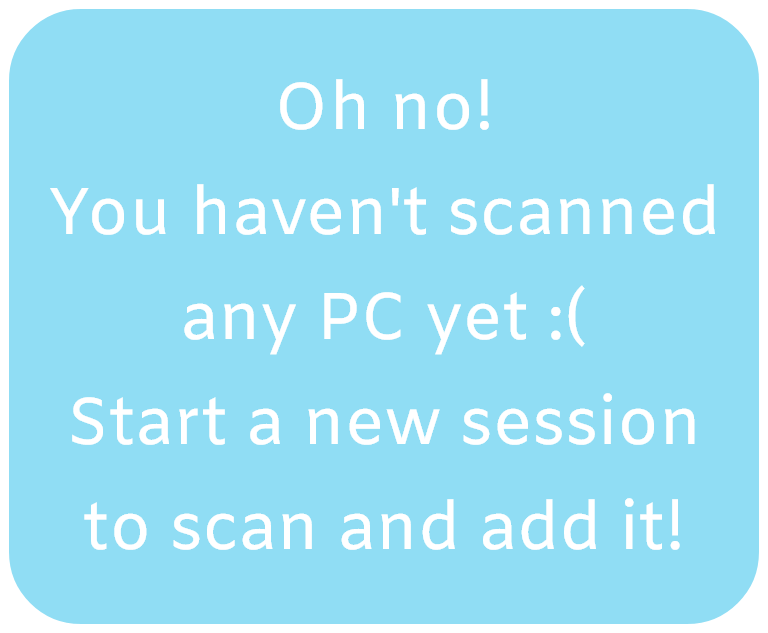 Oh no!
You haven't scanned
any PC yet :(
Start a new session
to scan and add it!